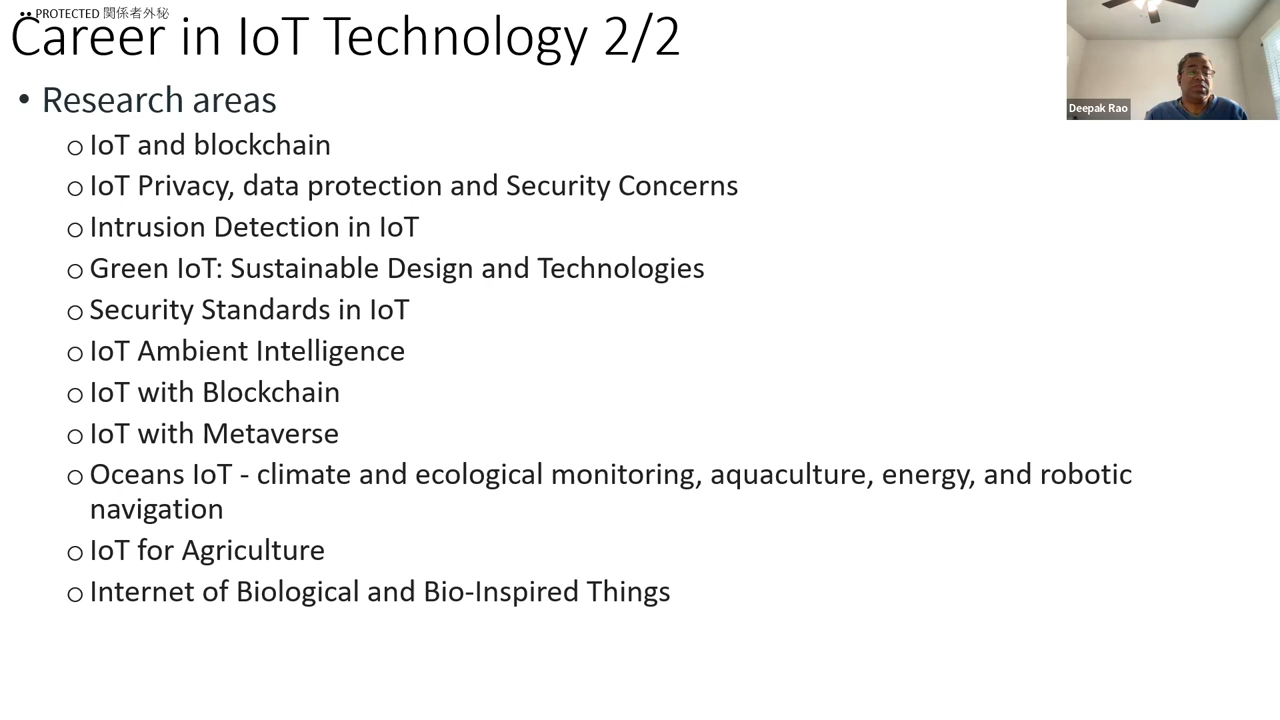 •• PROTECTED 関係者外秘
Career in IoT Technology 2/2
• Research areas
○ IoT and blockchain
○ IoT Privacy, data protection and Security Concerns
○ Intrusion Detection in IoT
○ Green IoT: Sustainable Design and Technologies
○ Security Standards in IoT
○ IoT Ambient Intelligence
○ IoT with Blockchain
○ IoT with Metaverse
○ Oceans IoT - climate and ecological monitoring, aquaculture, energy, and robotic
navigation
○ IoT for Agriculture
○ Internet of Biological and Bio-Inspired Things
Deepak Rao